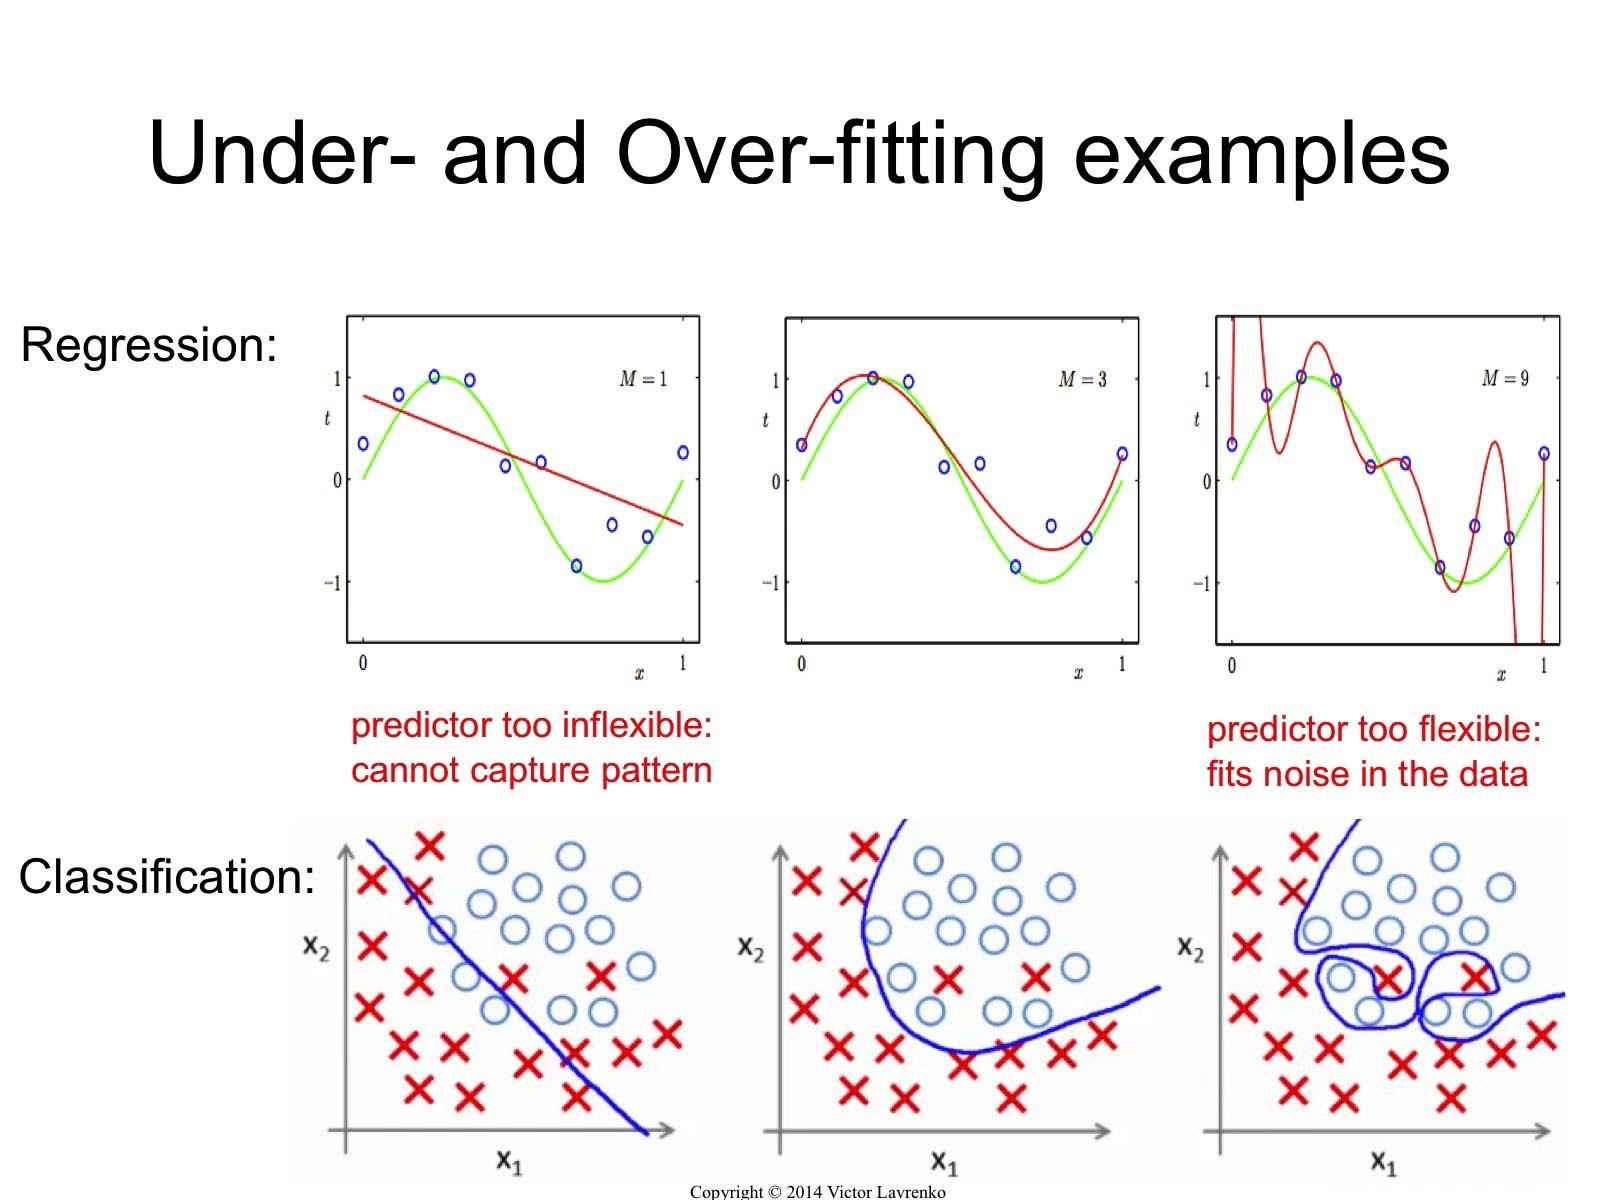 Under- and Over-fitting examples
Regression:
M = 1
1
t
0
−1
0
x
1
M = 3
1
t
0
−1
0
x
1
M = 9
1
t
0
−1
0
x
1
predictor too inflexible:
cannot capture pattern
predictor too flexible:
fits noise in the data
Classification:
x₂
x₁
x₂
x₁
x₂
x₁
Copyright © 2014 Victor Lavrenko